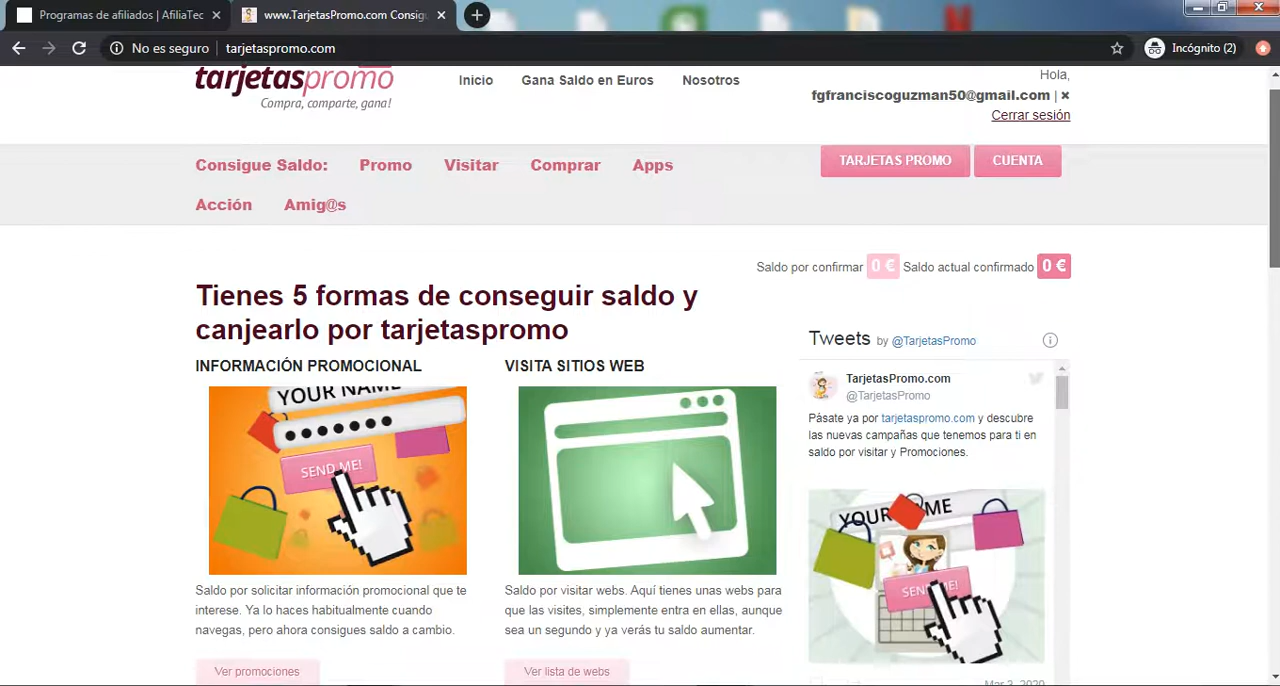 Programas de afiliados | AfiliaTec
www.TarjetasPromo.com Consigu
No es seguro
tarjetaspromo.com
Incógnito (2)
tarjetaspromo
Compra, comparte, gana!
Inicio
Gana Saldo en Euros
Nosotros
Hola,
fgfranciscoguzman50@gmail.com | ×
Cerrar sesión
Consigue Saldo:
Promo
Visitar
Comprar
Apps
TARJETAS PROMO
CUENTA
Acción
Amig@s
Saldo por confirmar 0 € Saldo actual confirmado 0 €
Tienes 5 formas de conseguir saldo y
canjearlo por tarjetaspromo
Tweets by @TarjetasPromo
INFORMACIÓN PROMOCIONAL
VISITA SITIOS WEB
YOUR NAME
SEND ME!
TarjetasPromo.com
@TarjetasPromo
Pásate ya por tarjetaspromo.com y descubre
las nuevas campañas que tenemos para ti en
saldo por visitar y Promociones.
SEND ME!
Saldo por solicitar información promocional que te
interese. Ya lo haces habitualmente cuando
navegas, pero ahora consigues saldo a cambio.
Saldo por visitar webs. Aquí tienes unas webs para
que las visites, simplemente entra en ellas, aunque
sea un segundo y ya verás tu saldo aumentar.
Ver promociones
Ver lista de webs
Mar 3, 2020